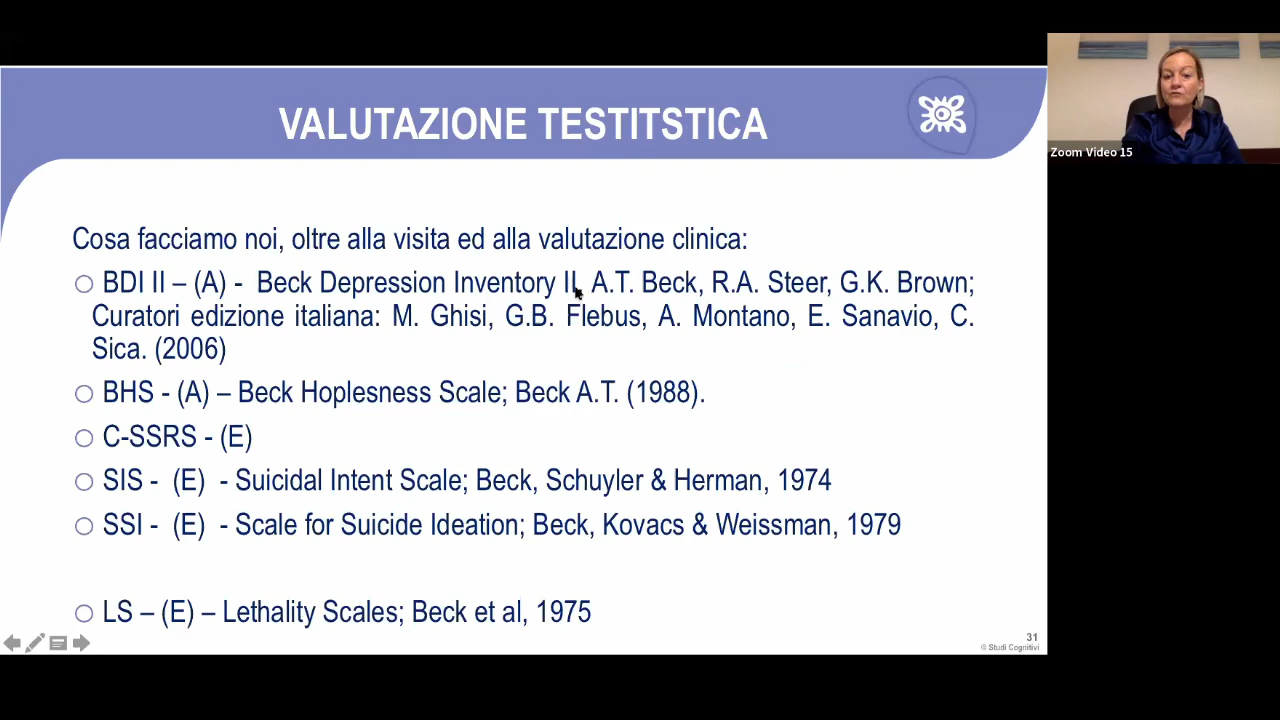 VALUTAZIONE TESTITSTICA
Zoom Video 15
Cosa facciamo noi, oltre alla visita ed alla valutazione clinica:
BDI II – (A) - Beck Depression Inventory II, A.T. Beck, R.A. Steer, G.K. Brown;
Curatori edizione italiana: M. Ghisi, G.B. Flebus, A. Montano, E. Sanavio, C.
Sica. (2006)
BHS - (A) – Beck Hoplesness Scale; Beck A.T. (1988).
C-SSRS - (E)
SIS - (E) - Suicidal Intent Scale; Beck, Schuyler & Herman, 1974
SSI - (E) - Scale for Suicide Ideation; Beck, Kovacs & Weissman, 1979
LS – (E) – Lethality Scales; Beck et al, 1975
31
© Studi Cognitivi